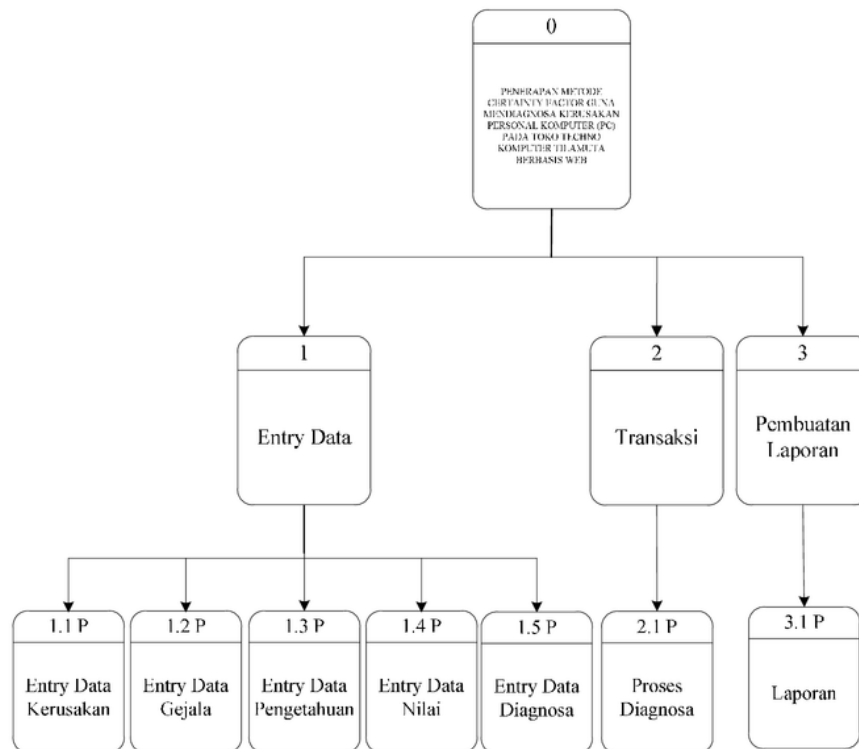 0
PENERAPAN METODE
CERTAINTY FACTOR GUNA
MENDIAGNOSA KERUSAKAN
PERSONAL KOMPUTER (PC)
PADA TOKO TECHNO
KOMPUTER TILAMUTA
BERBASIS WEB
1
Entry Data
2
Transaksi
3
Pembuatan
Laporan
1.1 P
Entry Data
Kerusakan
1.2 P
Entry Data
Gejala
1.3 P
Entry Data
Pengetahuan
1.4 P
Entry Data
Nilai
1.5 P
Entry Data
Diagnosa
2.1 P
Proses
Diagnosa
3.1 P
Laporan